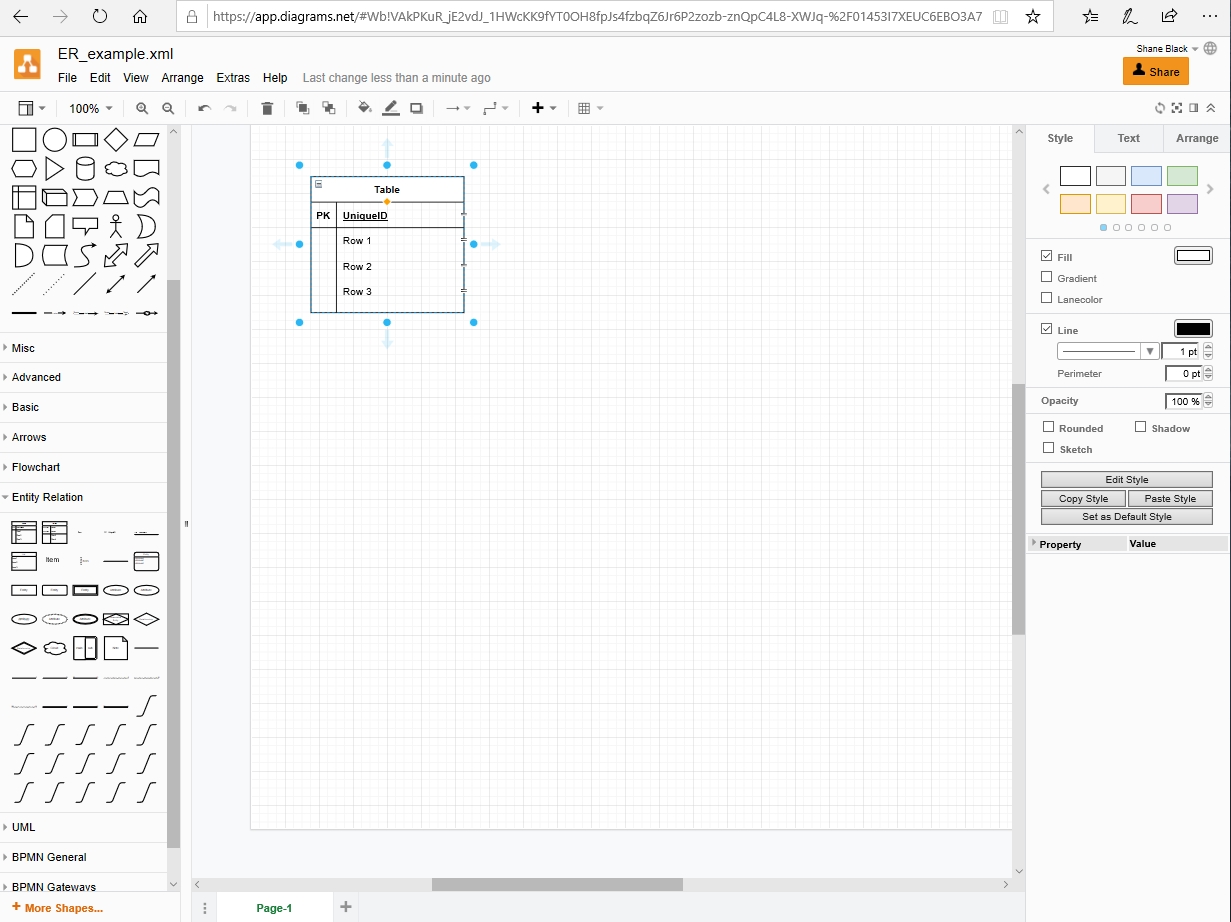 https://app.diagrams.net/#Wb!VAkPKuR_jE2vdJ_1HWcKK9fYT0OH8fpJs4fzbqZ6Jr6P2zozb-znQpC4L8-XWJq-%2F01453I7XEUC6EBO3A7
ER_example.xml
Shane Black
File Edit View Arrange Extras Help Last change less than a minute ago
Share
100%
Style Text Arrange
Table
PK UniqueID
Row 1
Row 2
Row 3
Fill
Gradient
Lanecolor
Line
1 pt
Perimeter 0 pt
Opacity 100 %
Rounded Shadow
Sketch
Edit Style
Copy Style Paste Style
Set as Default Style
Property Value
Misc
Advanced
Basic
Arrows
Flowchart
Entity Relation
Item
UML
BPMN General
BPMN Gateways
+ More Shapes...
Page-1